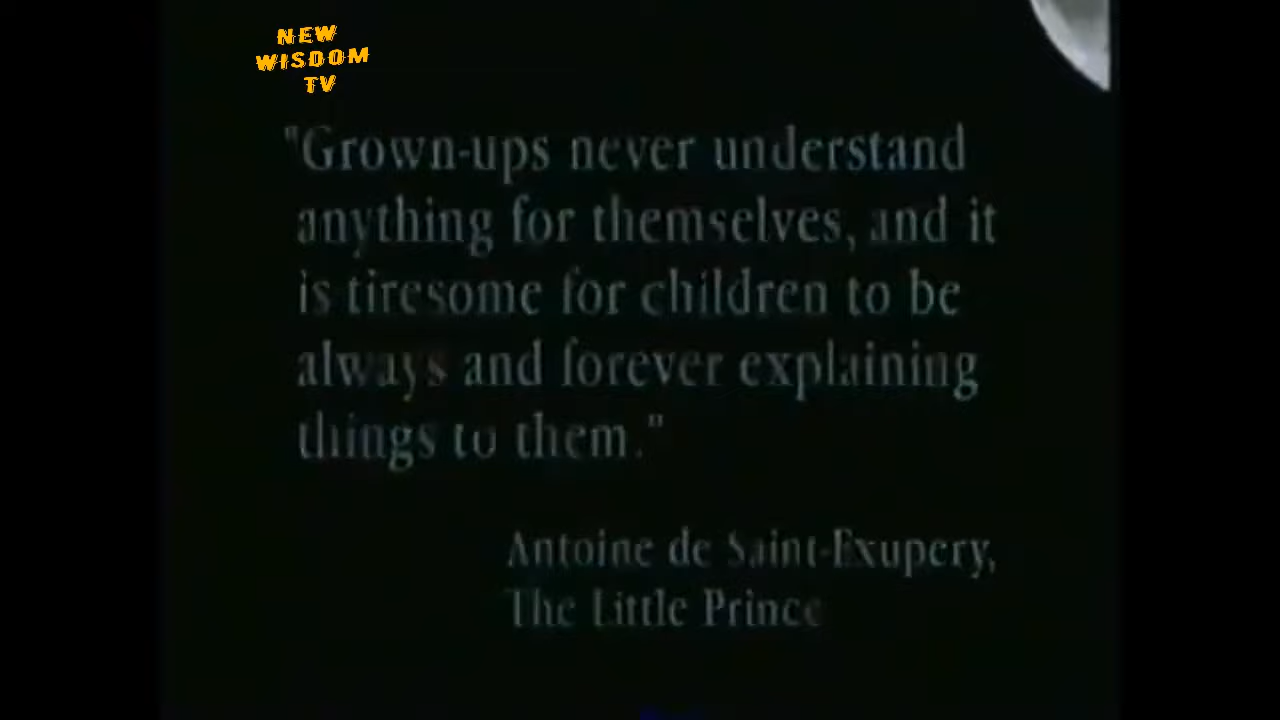 NEW
WISDOM
TV
"Grown-ups never understand
anything for themselves, and it
is tiresome for children to be
always and forever explaining
things to them."
Antoine de Saint-Exupery,
The Little Prince